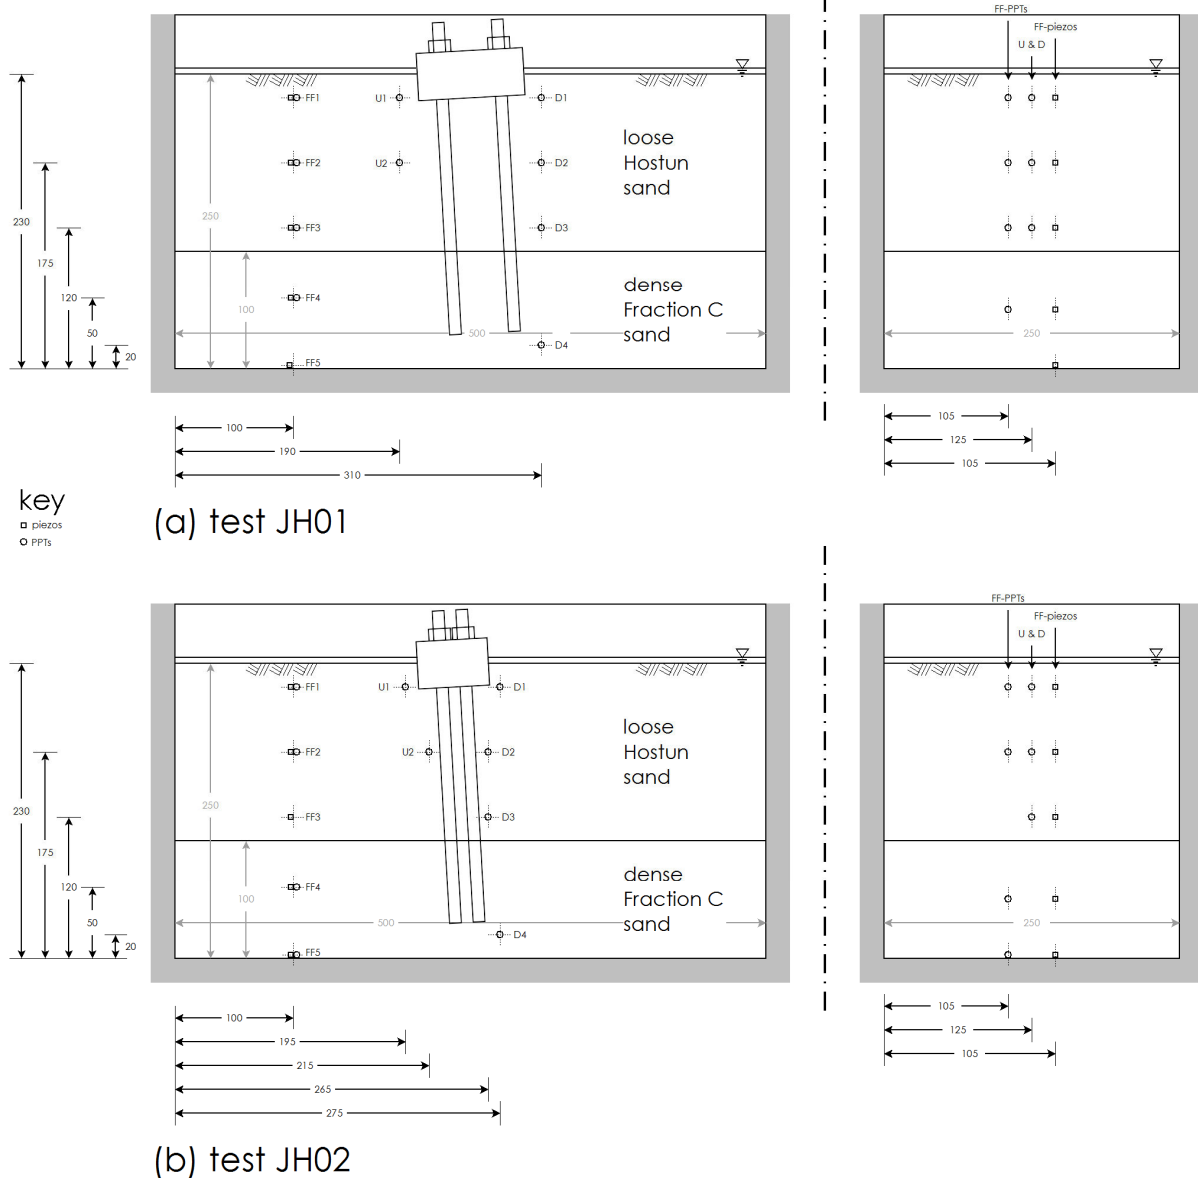 FF-PPTs
FF-piezos
U & D
FF1
U1
D1
loose
Hostun
sand
FF2
U2
D2
230
250
FF3
D3
175
dense
Fraction C
sand
120
FF4
100
50
500
250
D4
20
FF5
100
190
310
105
125
105
key
piezos
PPTs
(a) test JH01
FF-PPTs
FF-piezos
U & D
FF1
U1
D1
loose
Hostun
sand
FF2
U2
D2
230
250
FF3
D3
175
dense
Fraction C
sand
120
FF4
100
50
500
250
D4
20
FF5
100
195
215
265
275
105
125
105
(b) test JH02